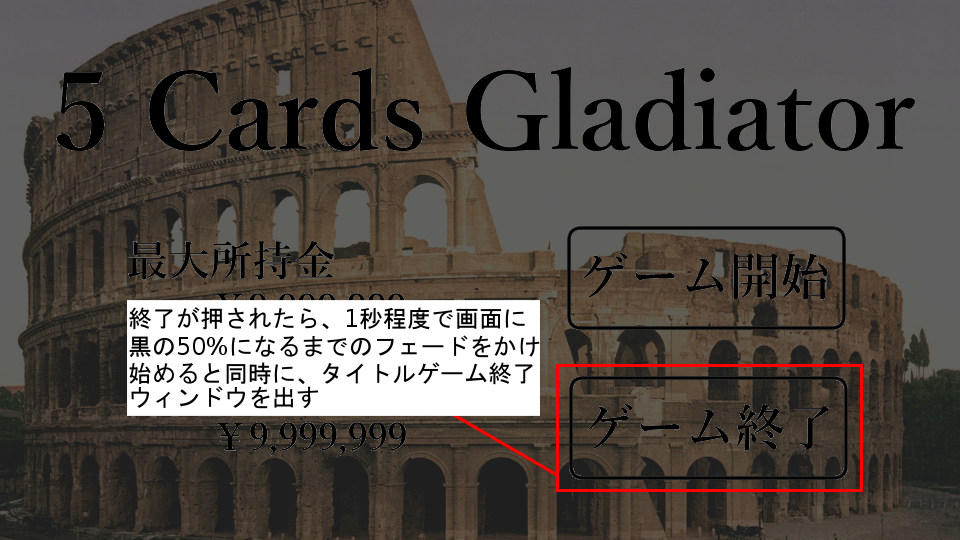 5 Cards Gladiator
最大所持金
￥9,999,999
ゲーム開始
終了が押されたら、1秒程度で画面に
黒の50%になるまでのフェードをかけ
始めると同時に、タイトルゲーム終了
ウィンドウを出す
￥9,999,999
ゲーム終了